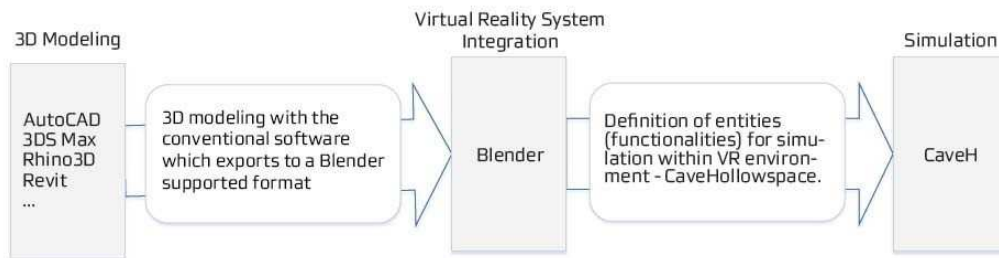 3D Modeling
AutoCAD
3DS Max
Rhino3D
Revit
...
3D modeling with the
conventional software
which exports to a Blender
supported format
Virtual Reality System
Integration
Blender
Definition of entities
(functionalities) for simu-
lation within VR environ-
ment - CaveHollowspace.
Simulation
CaveH